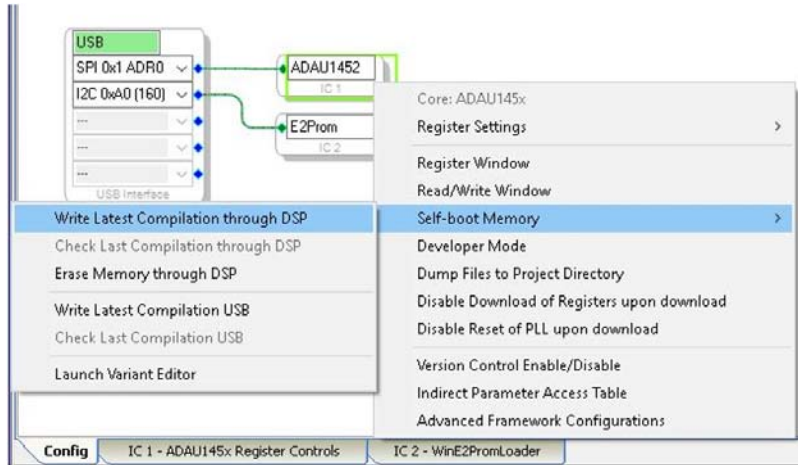 USB
SPI 0x1 ADR0
I2C 0xA0 (160)
---
---
---
USB Interface
ADAU1452
IC 1
E2Prom
IC 2
Core: ADAU145x
Register Settings
Register Window
Read/Write Window
Self-boot Memory
Developer Mode
Dump Files to Project Directory
Disable Download of Registers upon download
Disable Reset of PLL upon download
Version Control Enable/Disable
Indirect Parameter Access Table
Advanced Framework Configurations
Write Latest Compilation through DSP
Check Last Compilation through DSP
Erase Memory through DSP
Write Latest Compilation USB
Check Last Compilation USB
Launch Variant Editor
Config
IC 1 - ADAU145x Register Controls
IC 2 - WinE2PromLoader